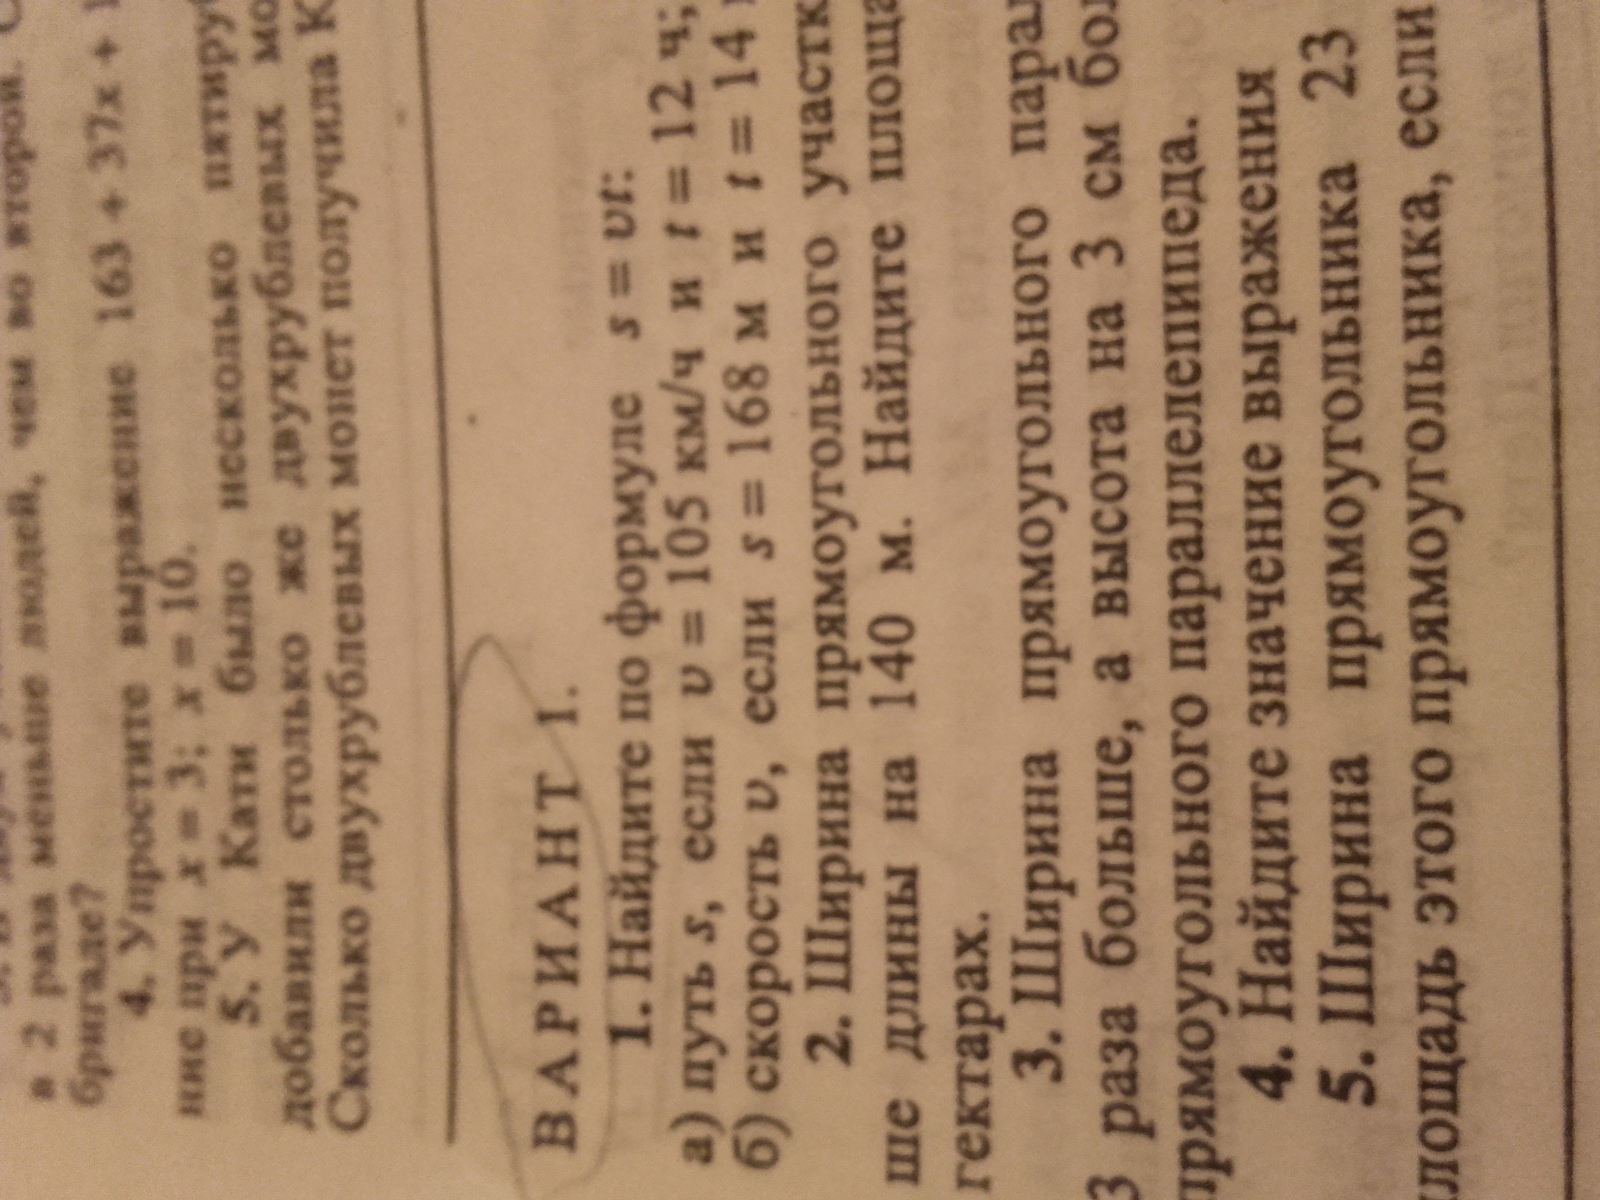 в 2 раза меньше людей, чем во второй. С
бригаде?
4. Упростите выражение 163 + 37x + 1
ние при x = 3; x = 10.
5. У Кати было несколько пятируб
добавили столько же двухрублевых мо
Сколько двухрублевых монет получила К
ВАРИАНТ 1.
1. Найдите по формуле s = vt:
а) путь s, если v = 105 км/ч и t = 12 ч;
б) скорость v, если s = 168 м и t = 14
2. Ширина прямоугольного участк
ше длины на 140 м. Найдите площа
гектарах.
3. Ширина прямоугольного парал
3 раза больше, а высота на 3 см бол
прямоугольного параллелепипеда.
4. Найдите значение выражения
5. Ширина прямоугольника 23
площадь этого прямоугольника, если